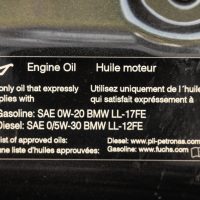 Engine Oil Huile moteur
only oil that expressly Utilisez uniquement de l'huile
plies with qui satisfait expréssément à
Gasoline: SAE 0W-20 BMW LL-17FE
Diesel: SAE 0/5W-30 BMW LL-12FE
list of approved oils: Diesel: www.pli-petronas.com
une liste d'huiles approuvées: Gasoline: www.fuchs.com